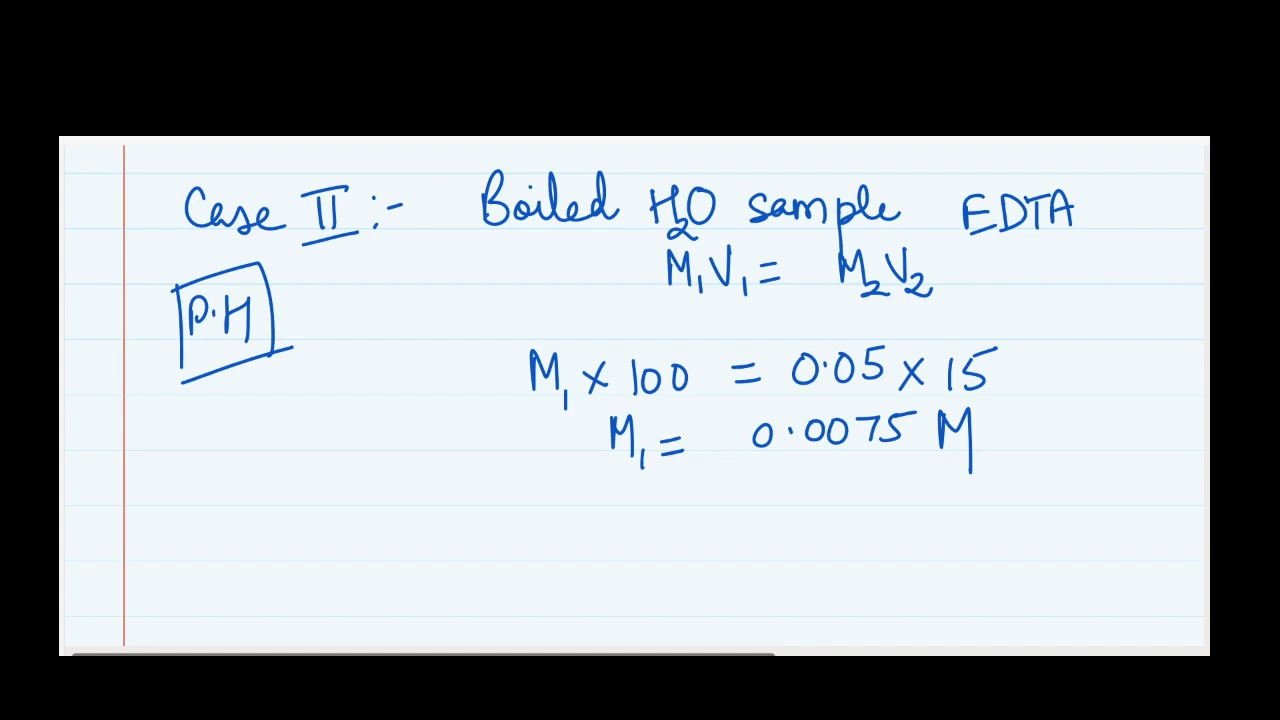 Case II :- Boiled H₂O sample EDTA
M₁V₁ = M₂V₂
P.H
M₁ × 100 = 0.05 × 15
M₁ = 0.0075 M